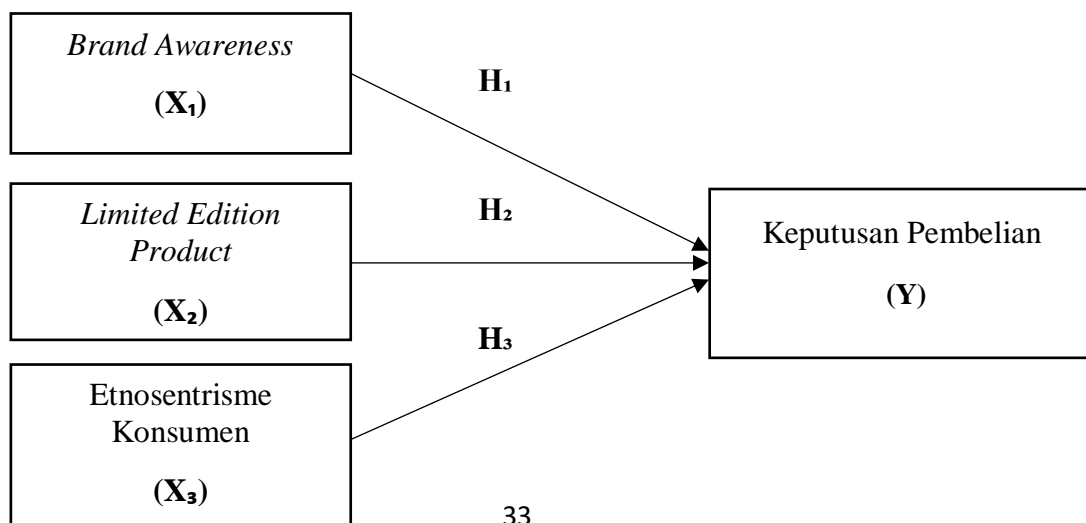 Brand Awareness
(X₁)
H₁
Limited Edition
Product
(X₂)
H₂
Keputusan Pembelian
(Y)
H₃
Etnosentrisme
Konsumen
(X₃)
33